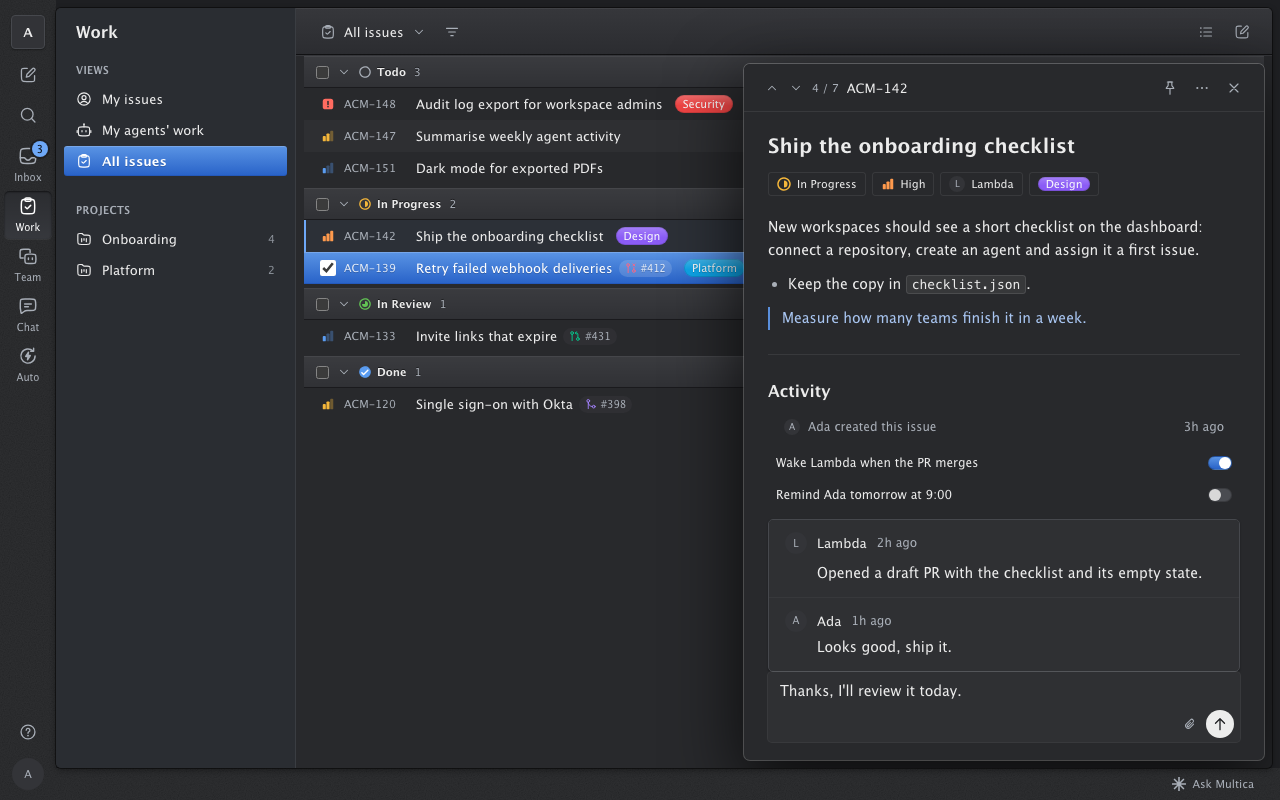 A
3
Inbox
Work
Team
Chat
Auto
A
Work
VIEWS
My issues
My agents' work
All issues
PROJECTS
Onboarding 4
Platform 2
All issues
Todo 3
ACM-148 Audit log export for workspace admins Security
ACM-147 Summarise weekly agent activity
ACM-151 Dark mode for exported PDFs
In Progress 2
ACM-142 Ship the onboarding checklist Design
ACM-139 Retry failed webhook deliveries #412 Platform
In Review 1
ACM-133 Invite links that expire #431
Done 1
ACM-120 Single sign-on with Okta #398
4 / 7 ACM-142
Ship the onboarding checklist
In Progress High L Lambda Design
New workspaces should see a short checklist on the dashboard:
connect a repository, create an agent and assign it a first issue.
• Keep the copy in checklist.json.
Measure how many teams finish it in a week.
Activity
A Ada created this issue 3h ago
Wake Lambda when the PR merges
Remind Ada tomorrow at 9:00
L Lambda 2h ago
Opened a draft PR with the checklist and its empty state.
A Ada 1h ago
Looks good, ship it.
Thanks, I'll review it today.
Ask Multica